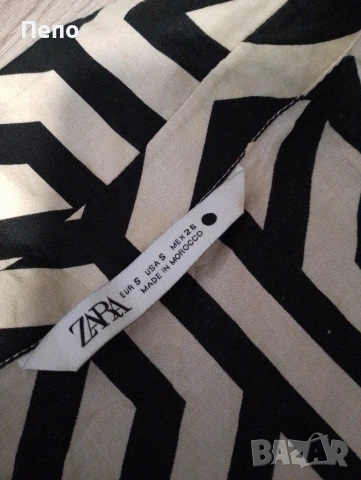 Пепо
ZARA
EUR S USA S MEX 26
MADE IN MOROCCO
BAZAR